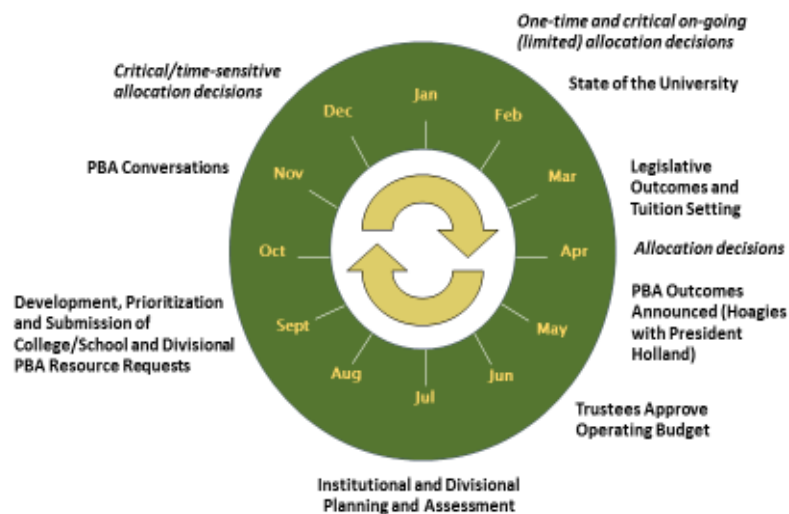 One-time and critical on-going
(limited) allocation decisions
Critical/time-sensitive
allocation decisions
State of the University
PBA Conversations
Legislative
Outcomes and
Tuition Setting
Allocation decisions
Development, Prioritization
and Submission of
College/School and Divisional
PBA Resource Requests
PBA Outcomes
Announced (Hoagies
with President
Holland)
Trustees Approve
Operating Budget
Institutional and Divisional
Planning and Assessment
Jan
Feb
Mar
Apr
May
Jun
Jul
Aug
Sept
Oct
Nov
Dec